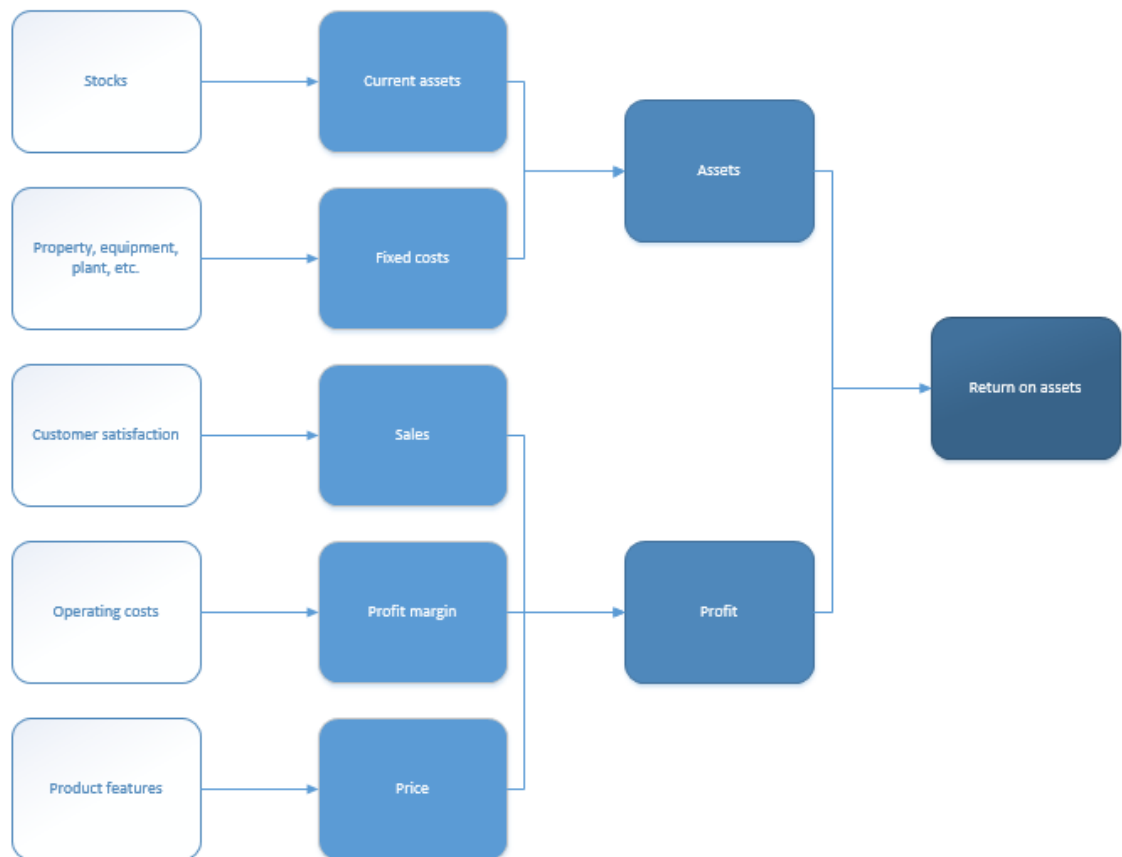 Stocks
Current assets
Assets
Property, equipment,
plant, etc.
Fixed costs
Return on assets
Customer satisfaction
Sales
Operating costs
Profit margin
Profit
Product features
Price